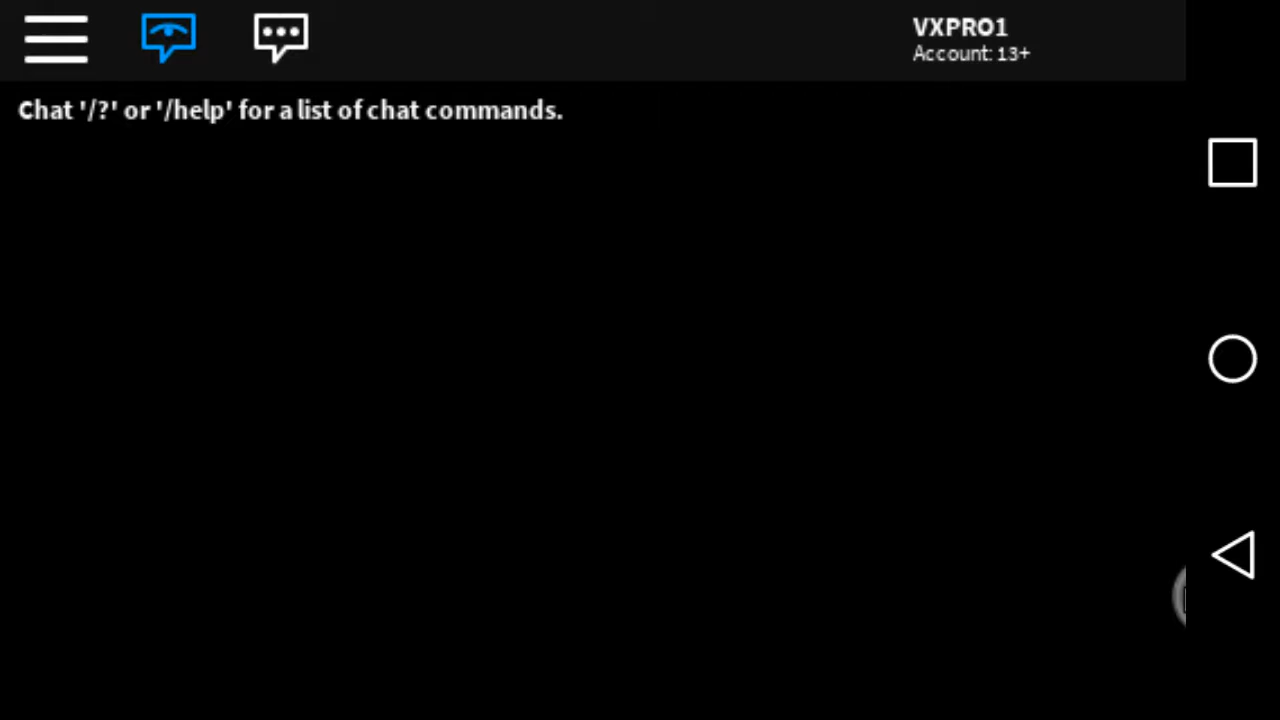 VXPRO1
Account: 13+
Chat '/?' or '/help' for a list of chat commands.